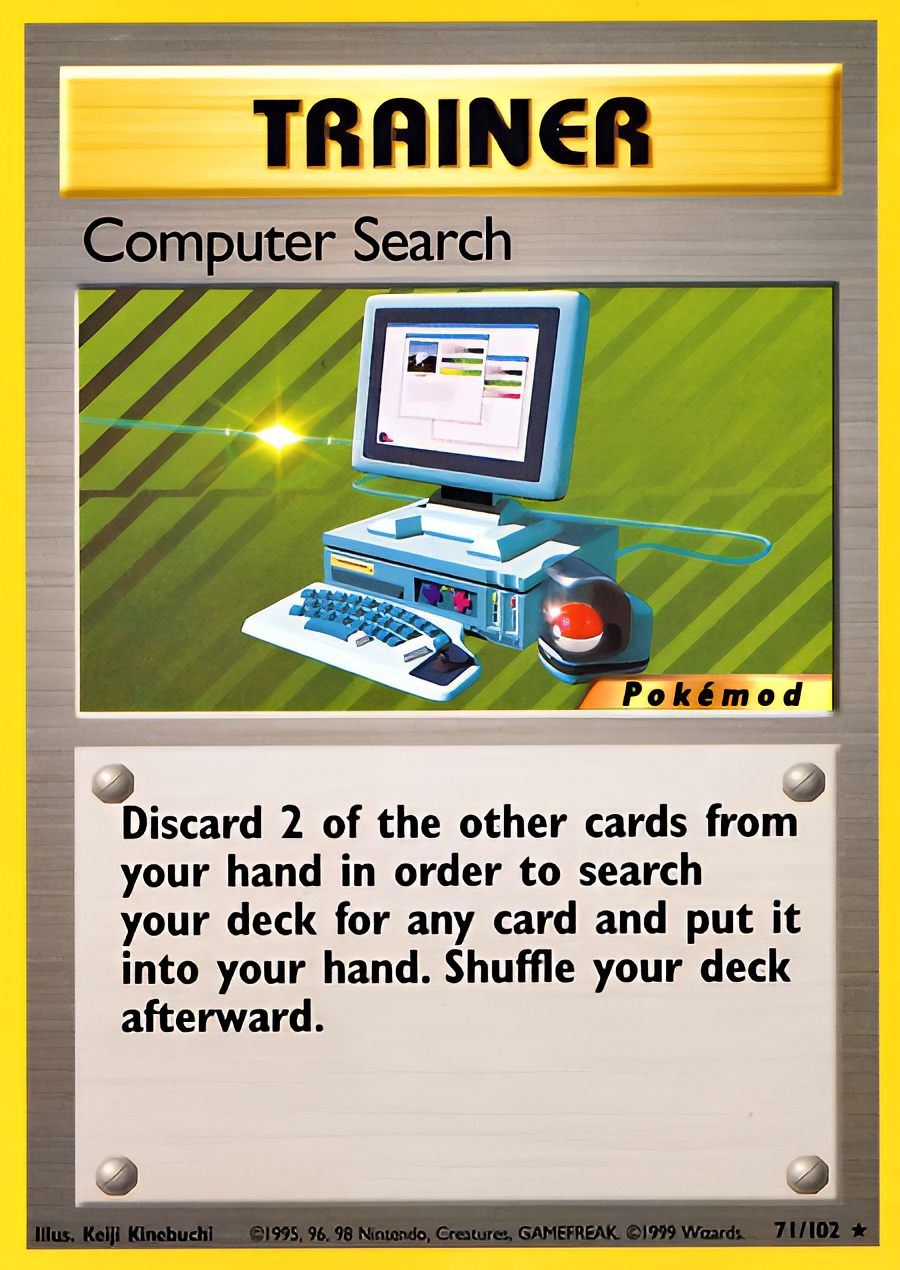 TRAINER
Computer Search
Pokémod
Discard 2 of the other cards from
your hand in order to search
your deck for any card and put it
into your hand. Shuffle your deck
afterward.
Illus. Keiji Kinebuchi ©1995, 96, 98 Nintendo, Creatures, GAMEFREAK. ©1999 Wizards. 71/102 ★